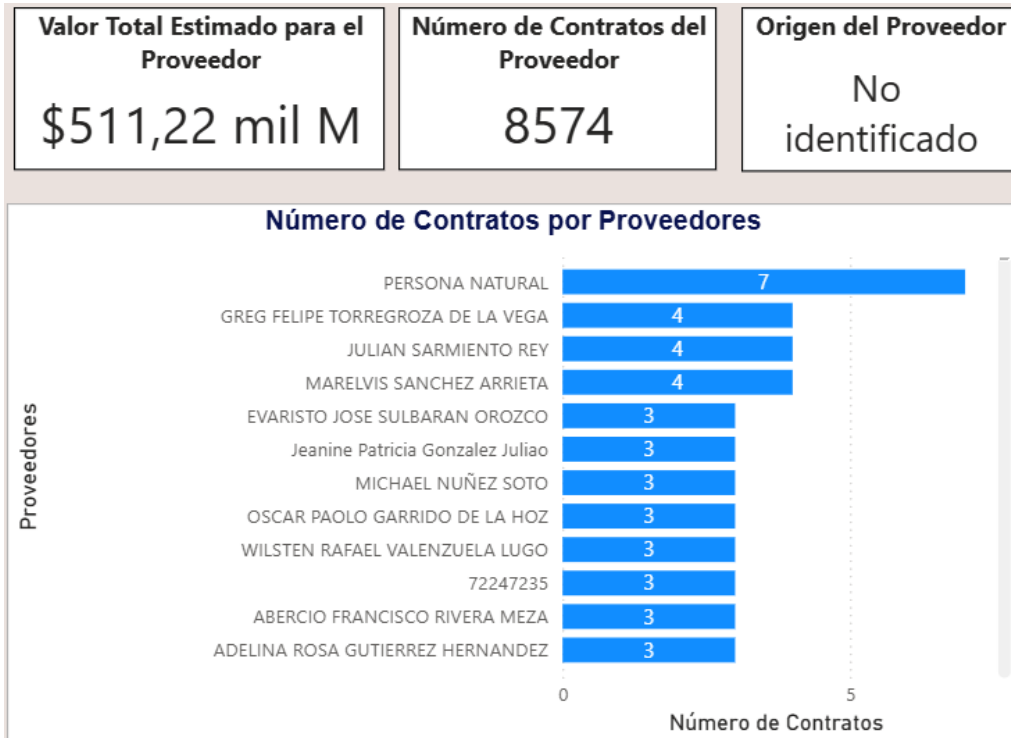 Valor Total Estimado para el
Proveedor
$511,22 mil M
Número de Contratos del
Proveedor
8574
Origen del Proveedor
No
identificado
Número de Contratos por Proveedores
Proveedores
PERSONA NATURAL 7
GREG FELIPE TORREGROZA DE LA VEGA 4
JULIAN SARMIENTO REY 4
MARELVIS SANCHEZ ARRIETA 4
EVARISTO JOSE SULBARAN OROZCO 3
Jeanine Patricia Gonzalez Juliao 3
MICHAEL NUÑEZ SOTO 3
OSCAR PAOLO GARRIDO DE LA HOZ 3
WILSTEN RAFAEL VALENZUELA LUGO 3
72247235 3
ABERCIO FRANCISCO RIVERA MEZA 3
ADELINA ROSA GUTIERREZ HERNANDEZ 3
0 5
Número de Contratos